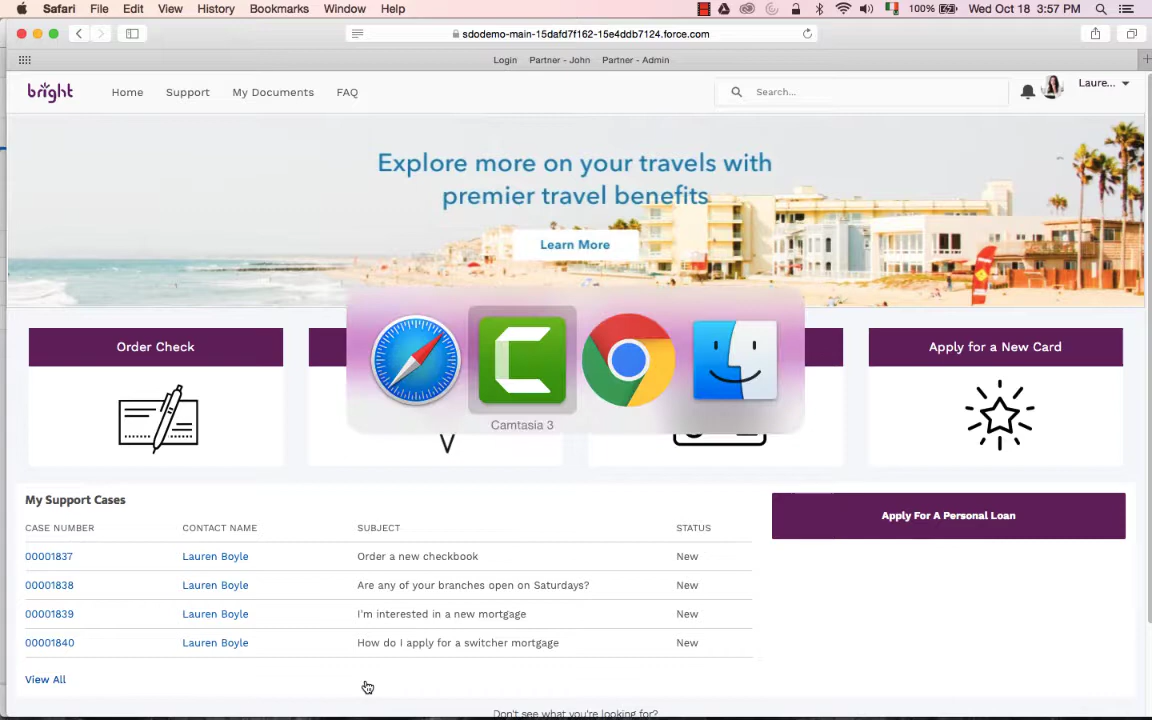 Safari File Edit View History Bookmarks Window Help 100% Wed Oct 18 3:57 PM
sdodemo-main-15dafd7f162-15e4ddb7124.force.com
Login Partner - John Partner - Admin
bright Home Support My Documents FAQ Search... Laure...
Explore more on your travels with
premier travel benefits
Learn More
Order Check Apply for a New Card
Camtasia 3
My Support Cases
Apply For A Personal Loan
CASE NUMBER CONTACT NAME SUBJECT STATUS
00001837 Lauren Boyle Order a new checkbook New
00001838 Lauren Boyle Are any of your branches open on Saturdays? New
00001839 Lauren Boyle I'm interested in a new mortgage New
00001840 Lauren Boyle How do I apply for a switcher mortgage New
View All
Don't see what you're looking for?